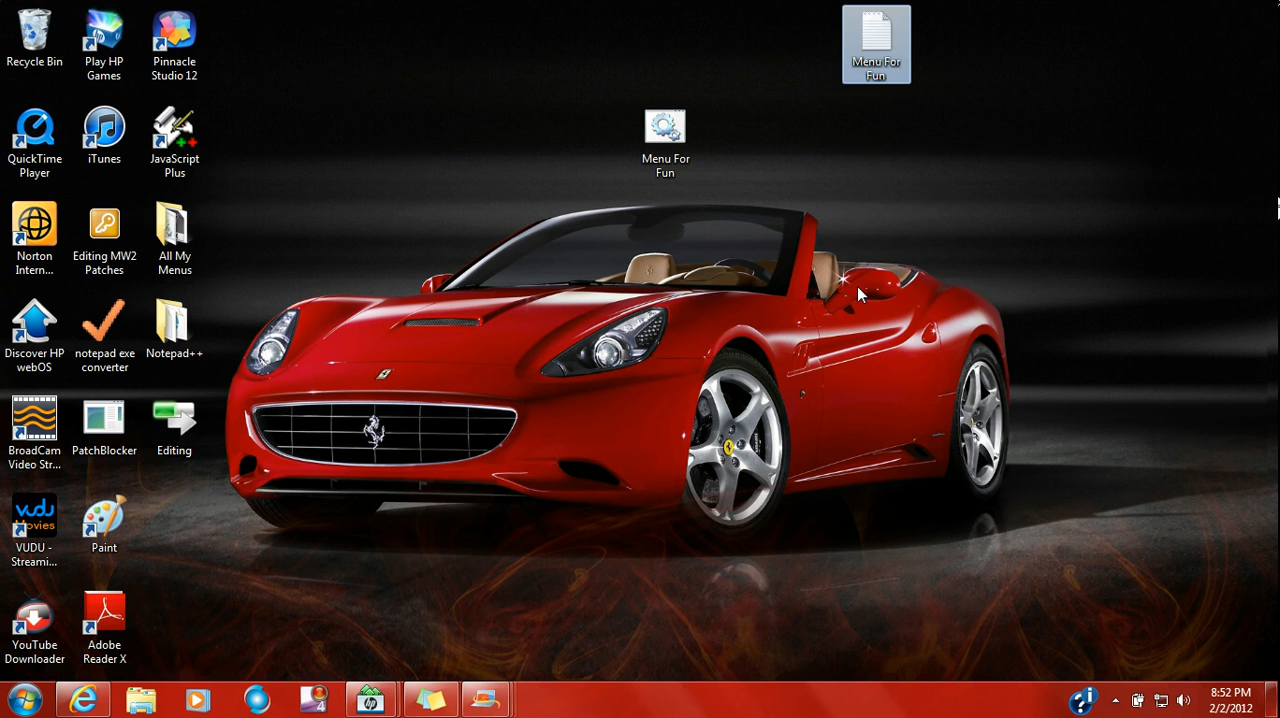 Recycle Bin
Play HP
Games
Pinnacle
Studio 12
Menu For
Fun
QuickTime
Player
iTunes
JavaScript
Plus
Menu For
Fun
Norton
Intern...
Editing MW2
Patches
All My
Menus
Discover HP
webOS
notepad exe
converter
Notepad++
BroadCam
Video Str...
PatchBlocker
Editing
VUDU
Movies
VUDU -
Streami...
Paint
YouTube
Downloader
Adobe
Reader X
8:52 PM
2/2/2012